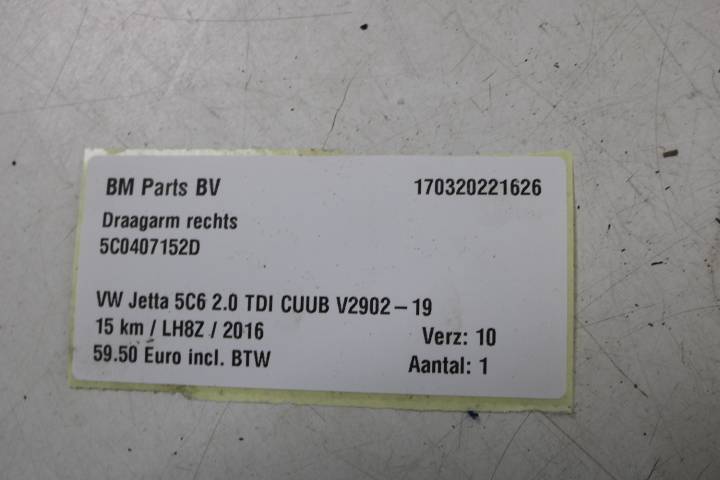 BM Parts BV 170320221626
Draagarm rechts
5C0407152D
VW Jetta 5C6 2.0 TDI CUUB V2902-19
15 km / LH8Z / 2016 Verz: 10
59.50 Euro incl. BTW Aantal: 1